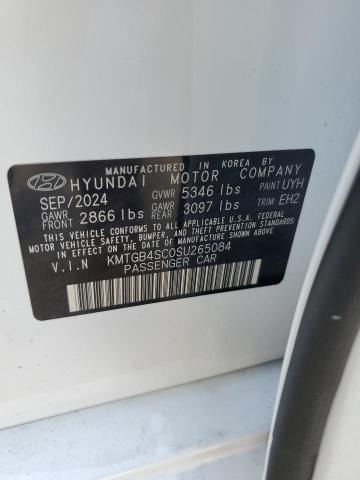 MANUFACTURED IN KOREA BY
HYUNDAI MOTOR COMPANY
SEP/2024 GVWR 5346 lbs PAINT UYH
GAWR FRONT 2866 lbs GAWR REAR 3097 lbs TRIM EH2
THIS VEHICLE CONFORMS TO ALL APPLICABLE U.S.A. FEDERAL
MOTOR VEHICLE SAFETY, BUMPER, AND THEFT PREVENTION STANDARDS
IN EFFECT ON THE DATE OF MANUFACTURE SHOWN ABOVE.
V.I.N KMTGB4SC0SU265084
PASSENGER CAR